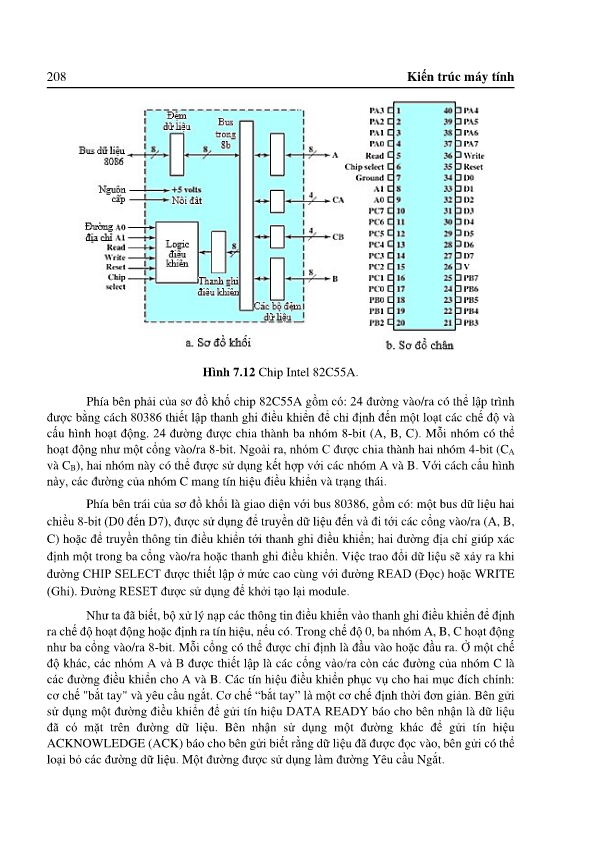 208 Kiến trúc máy tính
Đệm
dữ liệu
Bus
trong
8b
Bus dữ liệu
8086
8
8
8
A
Nguồn
cấp
+5 volts
Nối đất
4
CA
Đường A0
địa chỉ A1
Read
Write
Reset
Chip
select
Logic
điều
khiển
8
Thanh ghi
điều khiển
4
CB
8
B
Các bộ đệm
dữ liệu
a. Sơ đồ khối
PA3 1 40 PA4
PA2 2 39 PA5
PA1 3 38 PA6
PA0 4 37 PA7
Read 5 36 Write
Chip select 6 35 Reset
Ground 7 34 D0
A1 8 33 D1
A0 9 32 D2
PC7 10 31 D3
PC6 11 30 D4
PC5 12 29 D5
PC4 13 28 D6
PC3 14 27 D7
PC2 15 26 V
PC1 16 25 PB7
PC0 17 24 PB6
PB0 18 23 PB5
PB1 19 22 PB4
PB2 20 21 PB3
b. Sơ đồ chân
Hình 7.12 Chip Intel 82C55A.
Phía bên phải của sơ đồ khố chip 82C55A gồm có: 24 đường vào/ra có thể lập trình
được bằng cách 80386 thiết lập thanh ghi điều khiển để chỉ định đến một loạt các chế độ và
cấu hình hoạt động. 24 đường được chia thành ba nhóm 8-bit (A, B, C). Mỗi nhóm có thể
hoạt động như một cổng vào/ra 8-bit. Ngoài ra, nhóm C được chia thành hai nhóm 4-bit (CA
và CB), hai nhóm này có thể được sử dụng kết hợp với các nhóm A và B. Với cách cấu hình
này, các đường của nhóm C mang tín hiệu điều khiển và trạng thái.
Phía bên trái của sơ đồ khối là giao diện với bus 80386, gồm có: một bus dữ liệu hai
chiều 8-bit (D0 đến D7), được sử dụng để truyền dữ liệu đến và đi tới các cổng vào/ra (A, B,
C) hoặc để truyền thông tin điều khiển tới thanh ghi điều khiển; hai đường địa chỉ giúp xác
định một trong ba cổng vào/ra hoặc thanh ghi điều khiển. Việc trao đổi dữ liệu sẽ xảy ra khi
đường CHIP SELECT được thiết lập ở mức cao cùng với đường READ (Đọc) hoặc WRITE
(Ghi). Đường RESET được sử dụng để khởi tạo lại module.
Như ta đã biết, bộ xử lý nạp các thông tin điều khiển vào thanh ghi điều khiển để định
ra chế độ hoạt động hoặc định ra tín hiệu, nếu có. Trong chế độ 0, ba nhóm A, B, C hoạt động
như ba cổng vào/ra 8-bit. Mỗi cổng có thể được chỉ định là đầu vào hoặc đầu ra. Ở một chế
độ khác, các nhóm A và B được thiết lập là các cổng vào/ra còn các đường của nhóm C là
các đường điều khiển cho A và B. Các tín hiệu điều khiển phục vụ cho hai mục đích chính:
cơ chế "bắt tay" và yêu cầu ngắt. Cơ chế “bắt tay” là một cơ chế định thời đơn giản. Bên gửi
sử dụng một đường điều khiển để gửi tín hiệu DATA READY báo cho bên nhận là dữ liệu
đã có mặt trên đường dữ liệu. Bên nhận sử dụng một đường khác để gửi tín hiệu
ACKNOWLEDGE (ACK) báo cho bên gửi biết rằng dữ liệu đã được đọc vào, bên gửi có thể
loại bỏ các đường dữ liệu. Một đường được sử dụng làm đường Yêu cầu Ngắt.